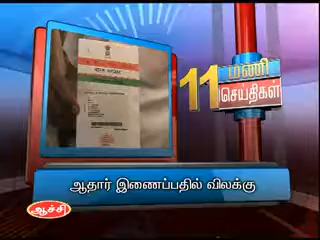 11
மணி
செய்திகள்
ஆதார் இணைப்பதில் விலக்கு
ஆச்சி